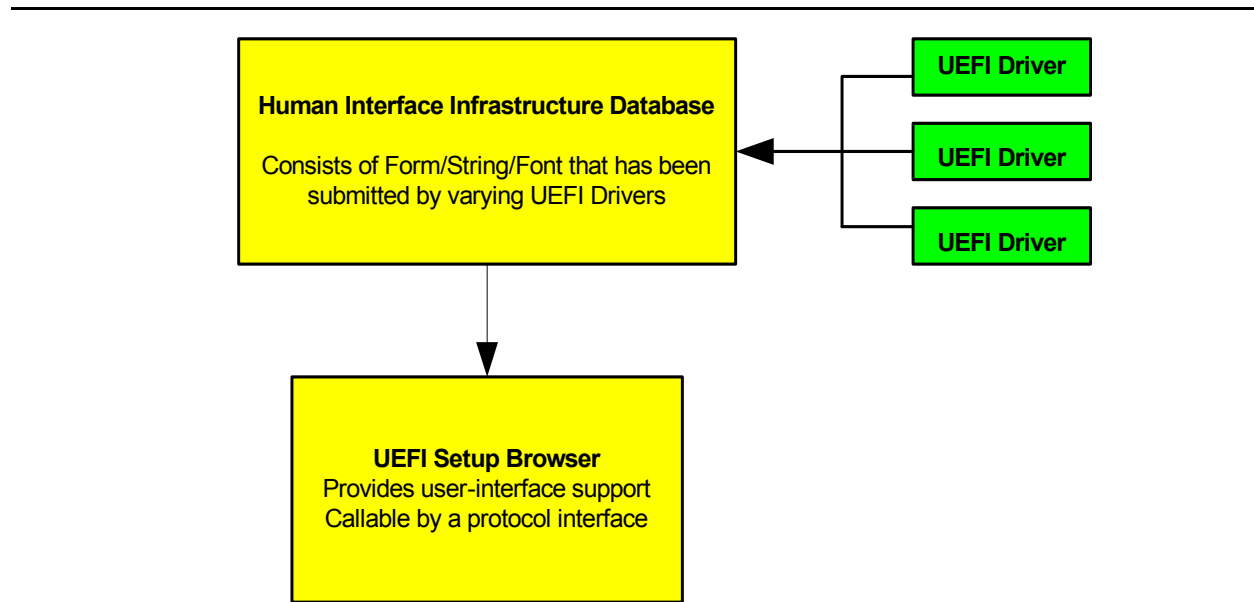 Human Interface Infrastructure Database
Consists of Form/String/Font that has been
submitted by varying UEFI Drivers
UEFI Driver
UEFI Driver
UEFI Driver
UEFI Setup Browser
Provides user-interface support
Callable by a protocol interface